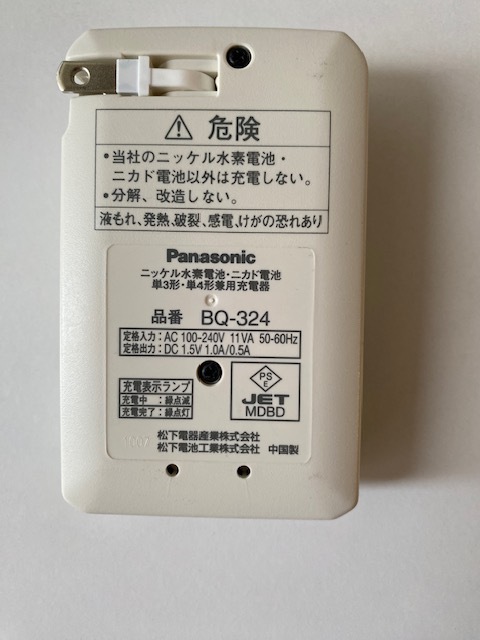 危険
•当社のニッケル水素電池・
ニカド電池以外は充電しない。
•分解、改造しない。
液もれ、発熱、破裂、感電、けがの恐れあり
Panasonic
ニッケル水素電池・ニカド電池
単3形・単4形兼用充電器
品番 BQ-324
定格入力：AC 100-240V 11VA 50-60Hz
定格出力：DC 1.5V 1.0A/0.5A
充電表示ランプ
充電中 ：緑点滅
充電完了：緑点灯
PS
E
JET
MDBD
松下電器産業株式会社
松下電池工業株式会社 中国製